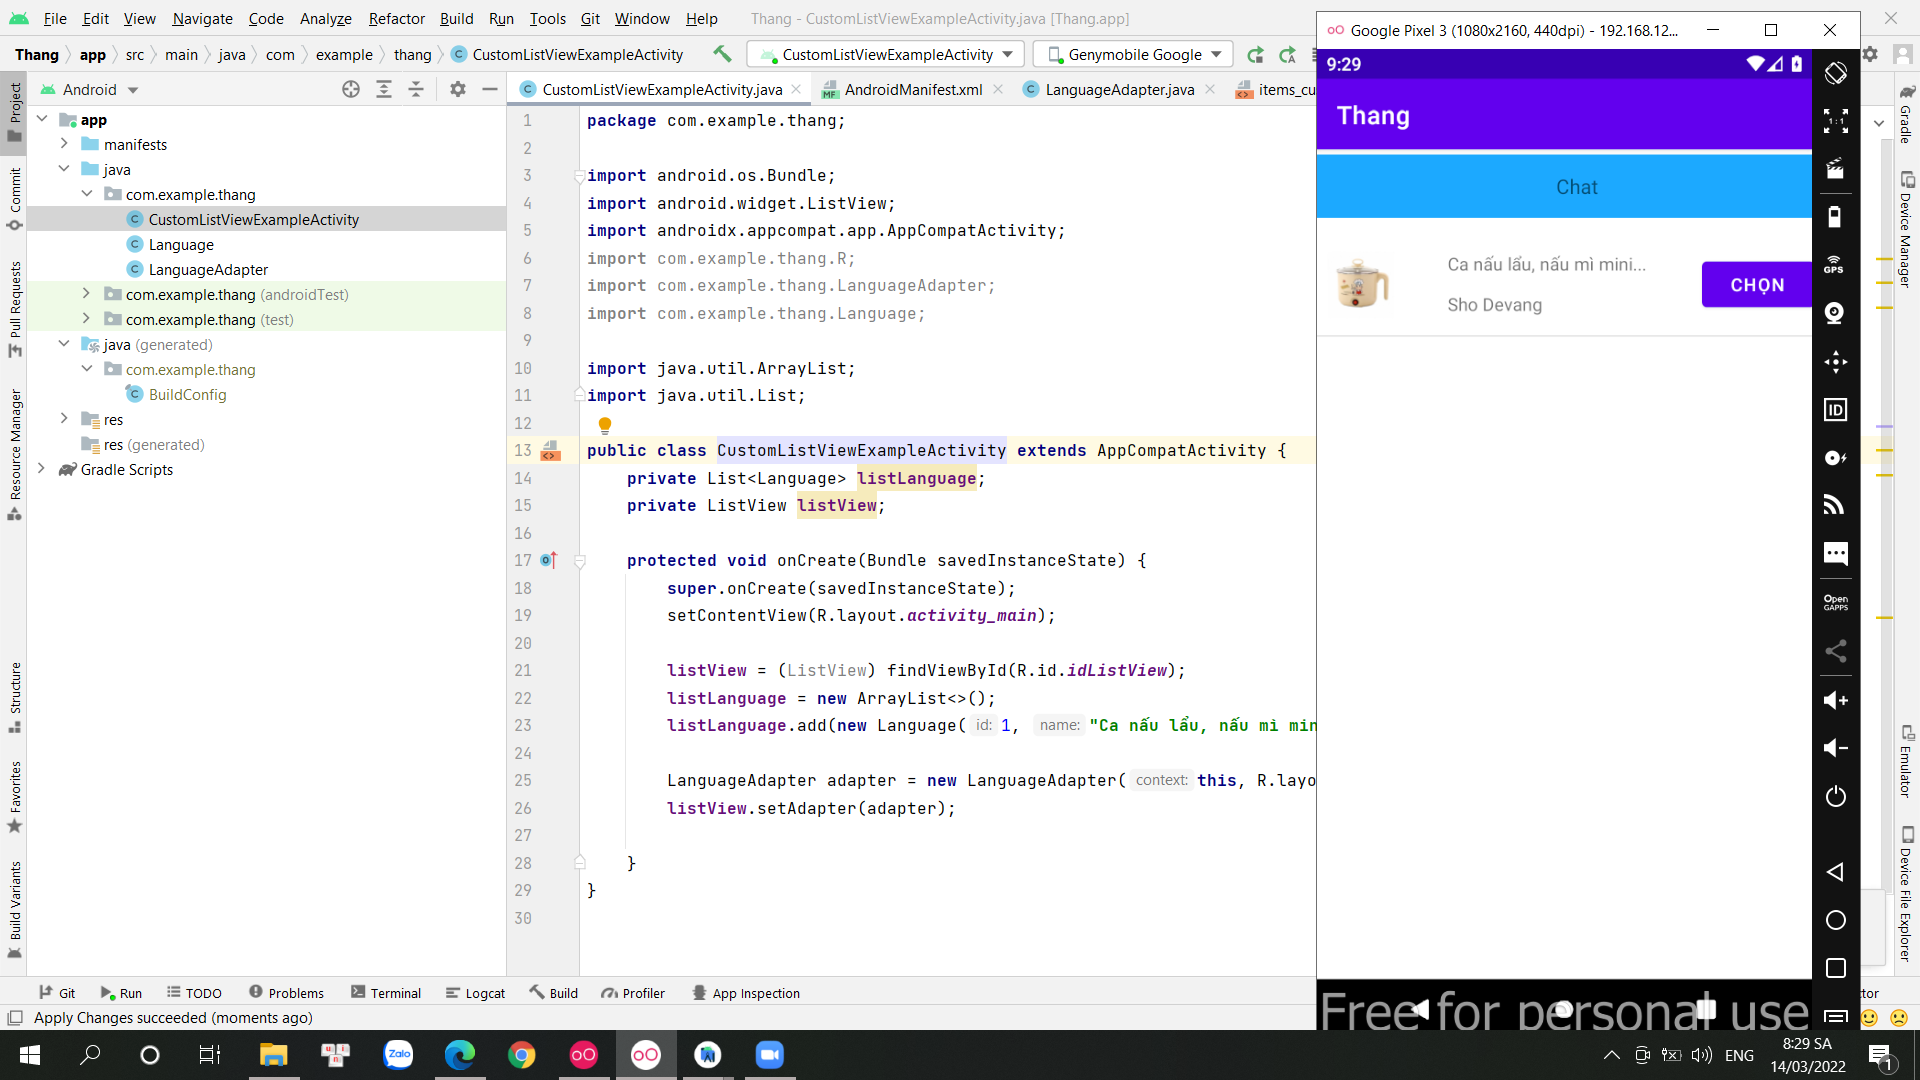 File Edit View Navigate Code Analyze Refactor Build Run Tools Git Window Help Thang - CustomListViewExampleActivity.java [Thang.app]
Thang app src main java com example thang CustomListViewExampleActivity CustomListViewExampleActivity Genymobile Google
Android
CustomListViewExampleActivity.java AndroidManifest.xml LanguageAdapter.java items_cu
Project
Commit
Pull Requests
Resource Manager
Structure
Favorites
Build Variants
app
manifests
java
com.example.thang
CustomListViewExampleActivity
Language
LanguageAdapter
com.example.thang (androidTest)
com.example.thang (test)
java (generated)
com.example.thang
BuildConfig
res
res (generated)
Gradle Scripts
1 package com.example.thang;
2
3 import android.os.Bundle;
4 import android.widget.ListView;
5 import androidx.appcompat.app.AppCompatActivity;
6 import com.example.thang.R;
7 import com.example.thang.LanguageAdapter;
8 import com.example.thang.Language;
9
10 import java.util.ArrayList;
11 import java.util.List;
12
13 public class CustomListViewExampleActivity extends AppCompatActivity {
14 private List<Language> listLanguage;
15 private ListView listView;
16
17 protected void onCreate(Bundle savedInstanceState) {
18 super.onCreate(savedInstanceState);
19 setContentView(R.layout.activity_main);
20
21 listView = (ListView) findViewById(R.id.idListView);
22 listLanguage = new ArrayList<>();
23 listLanguage.add(new Language( id: 1, name: "Ca nấu lẩu, nấu mì min
24
25 LanguageAdapter adapter = new LanguageAdapter( context: this, R.layo
26 listView.setAdapter(adapter);
27
28 }
29 }
30
Google Pixel 3 (1080x2160, 440dpi) - 192.168.12...
9:29
Thang
Chat
Ca nấu lẩu, nấu mì mini...
Sho Devang
CHỌN
Free for personal use
1:1
GPS
ID
Open
GAPPS
Gradle
Device Manager
Emulator
Device File Explorer
Git Run TODO Problems Terminal Logcat Build Profiler App Inspection
ctor
Apply Changes succeeded (moments ago)
Zalo
ENG
8:29 SA
14/03/2022
1